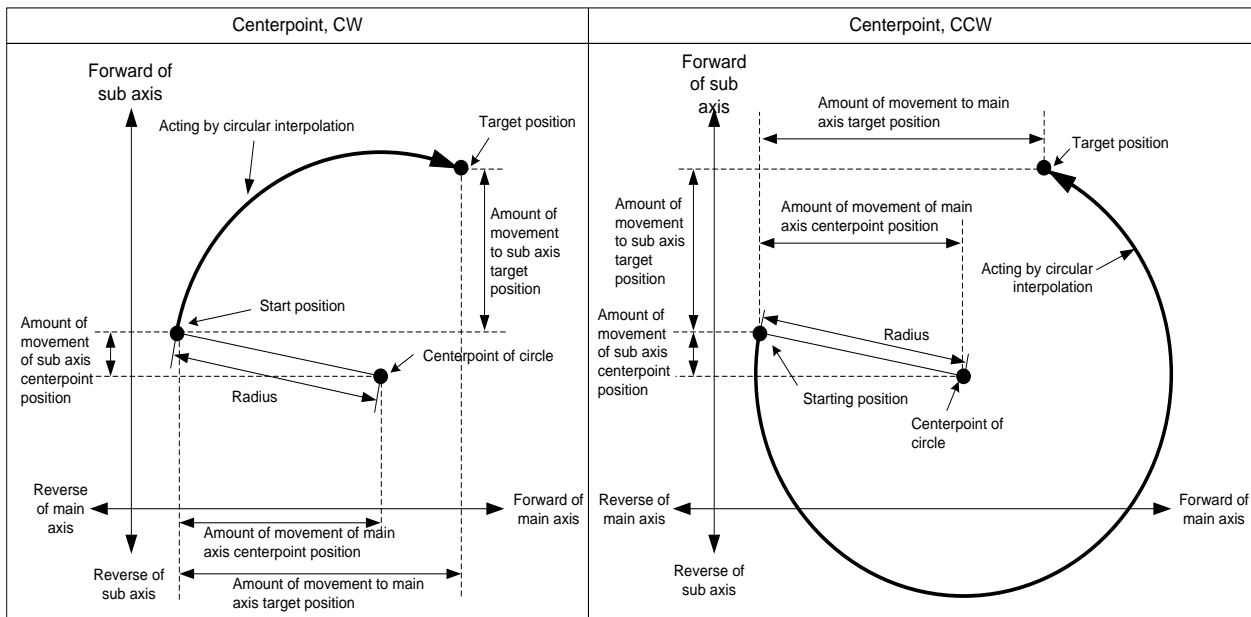 Centerpoint, CW
Forward of
sub axis
Acting by circular interpolation
Target position
Amount of
movement
to sub axis
target
position
Start position
Amount of
movement
of sub axis
centerpoint
position
Centerpoint of circle
Radius
Reverse
of main
axis
Forward of
main axis
Amount of movement of main
axis centerpoint position
Reverse of
sub axis
Amount of movement to main
axis target position
Centerpoint, CCW
Forward
of sub
axis
Amount of movement to main
axis target position
Target position
Amount of
movement
to sub axis
target
position
Amount of movement of main
axis centerpoint position
Acting by circular
interpolation
Amount of
movement
of sub axis
centerpoint
position
Radius
Starting position
Centerpoint of
circle
Reverse
of main axis
Forward of
main axis
Reverse of
sub axis